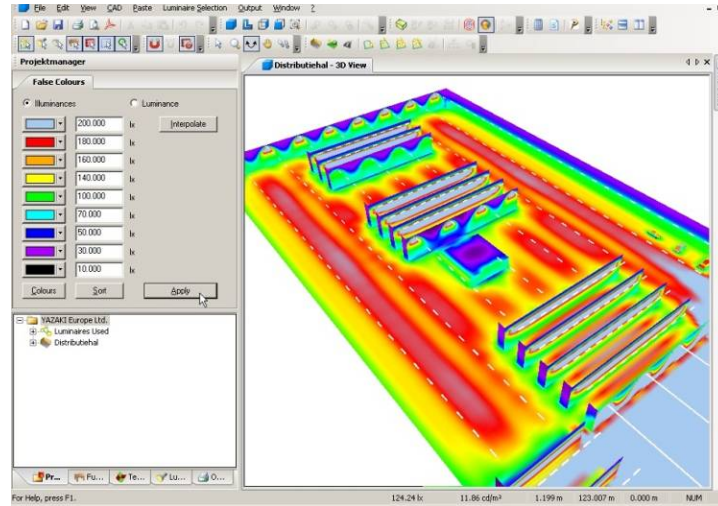 File Edit View CAD Paste Luminaire Selection Output Window ?
Projektmanager
Distributiehal - 3D View
False Colours
Illuminances Luminance
200.000 lx Interpolate
180.000 lx
160.000 lx
140.000 lx
100.000 lx
70.000 lx
50.000 lx
30.000 lx
10.000 lx
Colours Sort Apply
YAZAKI Europe Ltd.
Luminaires Used
Distributiehal
Pr... Fu... Te... Lu... O...
For Help, press F1. 124.24 lx 11.86 cd/m² 1.199 m 123.007 m 0.000 m NUM